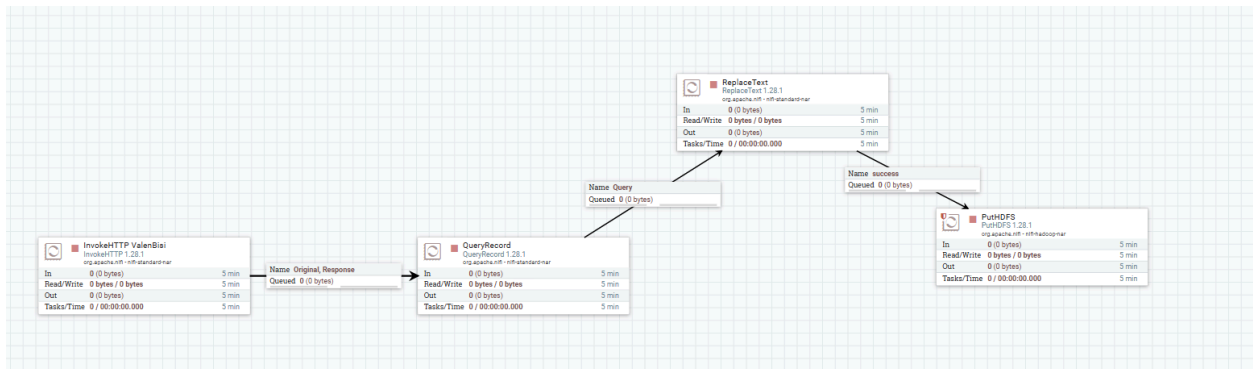 ReplaceText
ReplaceText 1.28.1
org.apache.nifi - nifi-standard-nar
In 0 (0 bytes) 5 min
Read/Write 0 bytes / 0 bytes 5 min
Out 0 (0 bytes) 5 min
Tasks/Time 0 / 00:00:00.000 5 min
Name Query
Queued 0 (0 bytes)
Name success
Queued 0 (0 bytes)
PutHDFS
PutHDFS 1.28.1
org.apache.nifi - nifi-hadoop-nar
In 0 (0 bytes) 5 min
Read/Write 0 bytes / 0 bytes 5 min
Out 0 (0 bytes) 5 min
Tasks/Time 0 / 00:00:00.000 5 min
InvokeHTTP ValenBisi
InvokeHTTP 1.28.1
org.apache.nifi - nifi-standard-nar
In 0 (0 bytes) 5 min
Read/Write 0 bytes / 0 bytes 5 min
Out 0 (0 bytes) 5 min
Tasks/Time 0 / 00:00:00.000 5 min
Name Original, Response
Queued 0 (0 bytes)
QueryRecord
QueryRecord 1.28.1
org.apache.nifi - nifi-standard-nar
In 0 (0 bytes) 5 min
Read/Write 0 bytes / 0 bytes 5 min
Out 0 (0 bytes) 5 min
Tasks/Time 0 / 00:00:00.000 5 min